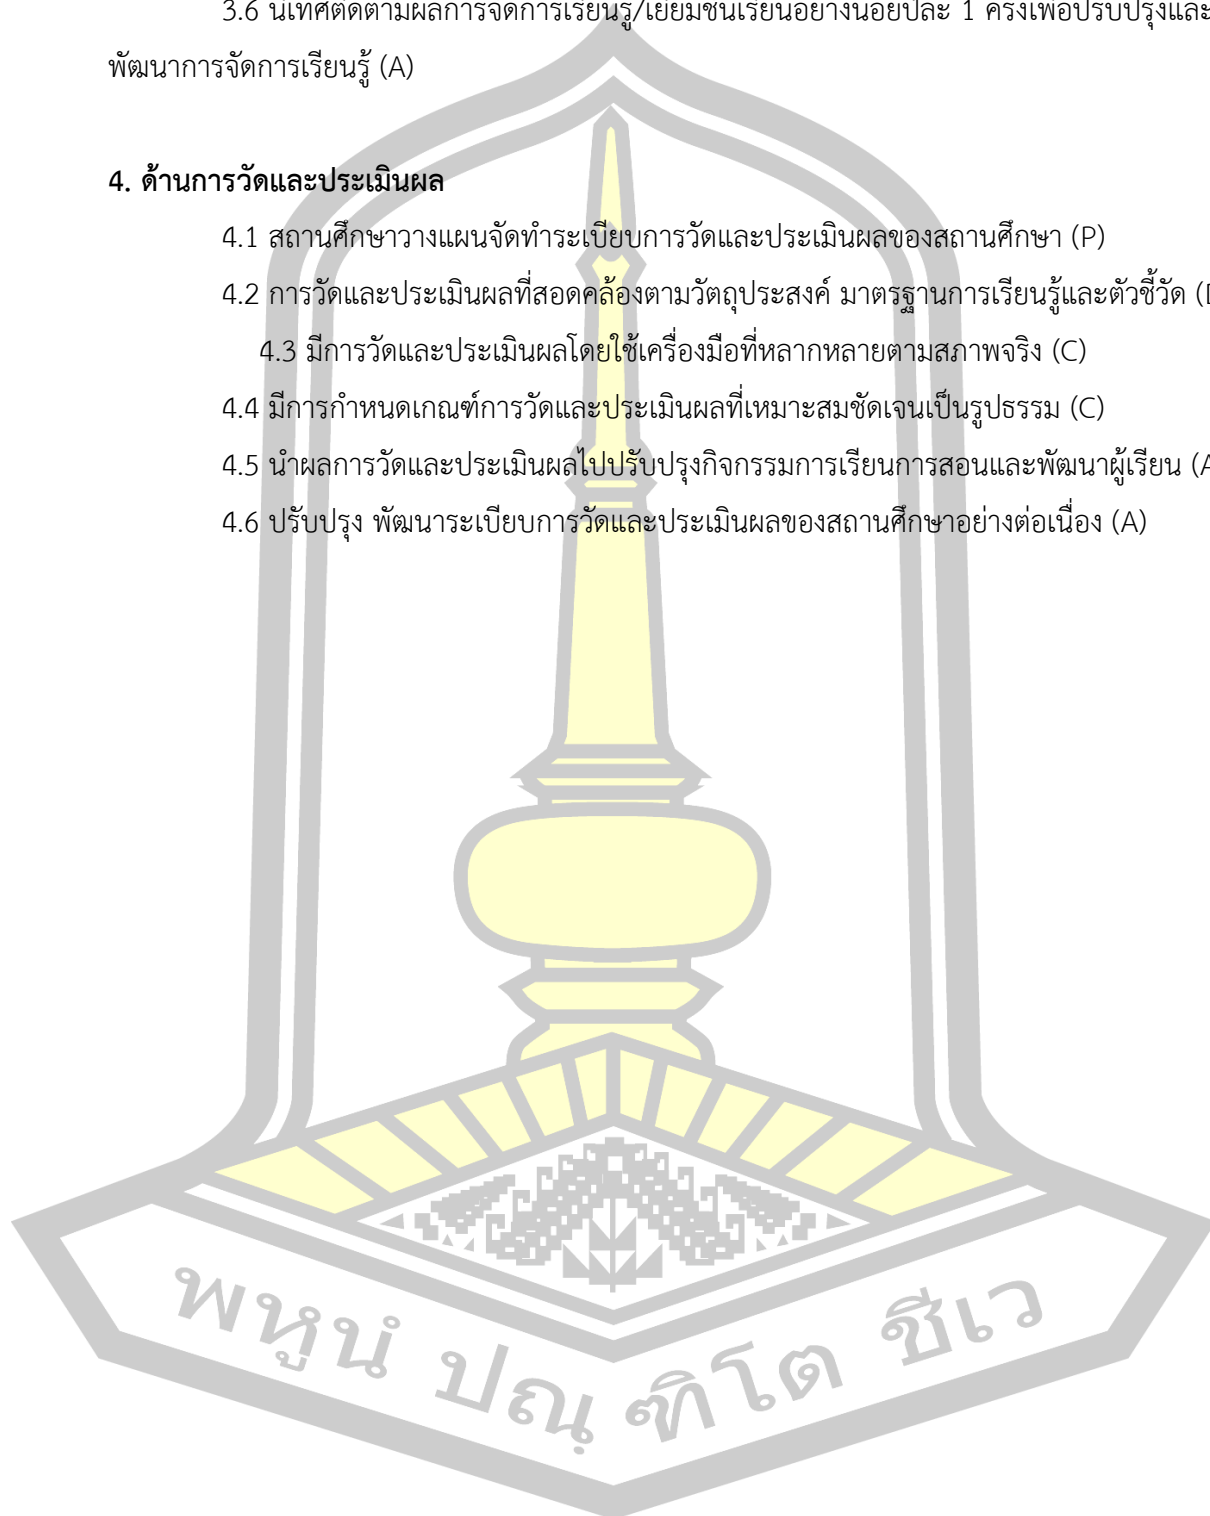 3.6 นิเทศติดตามผลการจัดการเรียนรู้/เยี่ยมชั้นเรียนอย่างน้อยปีละ 1 ครั้งเพื่อปรับปรุงและ
พัฒนาการจัดการเรียนรู้ (A)
4. ด้านการวัดและประเมินผล
4.1 สถานศึกษาวางแผนจัดทำระเบียบการวัดและประเมินผลของสถานศึกษา (P)
4.2 การวัดและประเมินผลที่สอดคล้องตามวัตถุประสงค์ มาตรฐานการเรียนรู้และตัวชี้วัด (
4.3 มีการวัดและประเมินผลโดยใช้เครื่องมือที่หลากหลายตามสภาพจริง (C)
4.4 มีการกำหนดเกณฑ์การวัดและประเมินผลที่เหมาะสมชัดเจนเป็นรูปธรรม (C)
4.5 นำผลการวัดและประเมินผลไปปรับปรุงกิจกรรมการเรียนการสอนและพัฒนาผู้เรียน (A
4.6 ปรับปรุง พัฒนาระเบียบการวัดและประเมินผลของสถานศึกษาอย่างต่อเนื่อง (A)
พหูนํ ปณฺฑิโต ชีเว